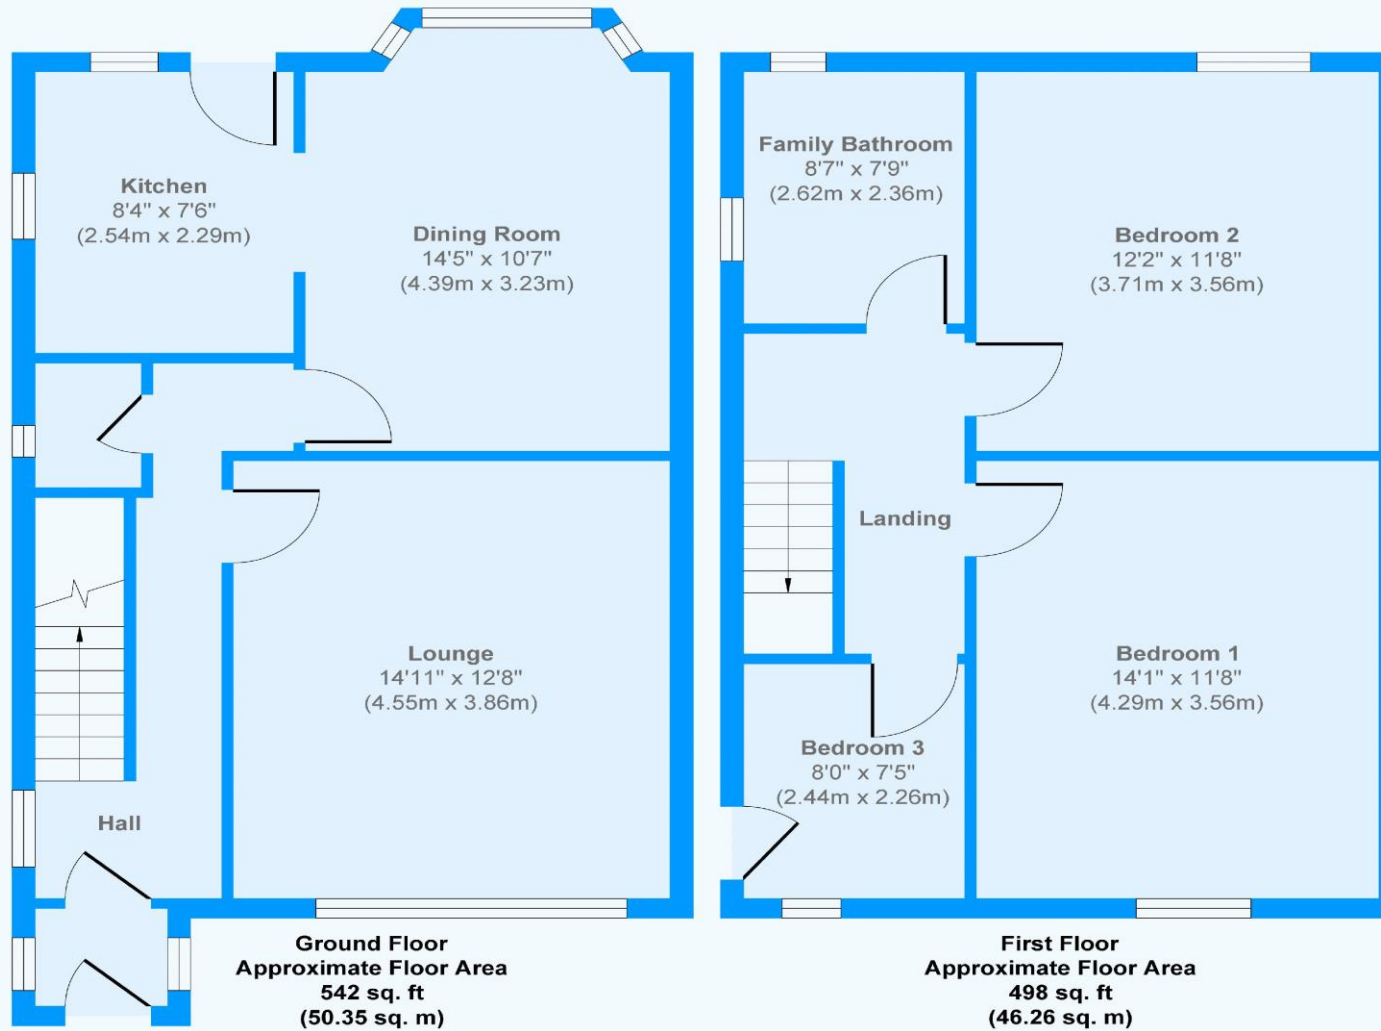 Kitchen
8'4" x 7'6"
(2.54m x 2.29m)
Dining Room
14'5" x 10'7"
(4.39m x 3.23m)
Lounge
14'11" x 12'8"
(4.55m x 3.86m)
Hall
Ground Floor
Approximate Floor Area
542 sq. ft
(50.35 sq. m)
Family Bathroom
8'7" x 7'9"
(2.62m x 2.36m)
Bedroom 2
12'2" x 11'8"
(3.71m x 3.56m)
Landing
Bedroom 1
14'1" x 11'8"
(4.29m x 3.56m)
Bedroom 3
8'0" x 7'5"
(2.44m x 2.26m)
First Floor
Approximate Floor Area
498 sq. ft
(46.26 sq. m)